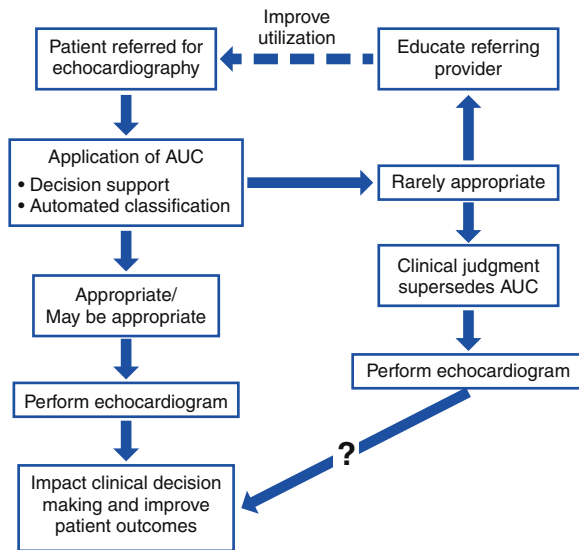 Improve
utilization
Patient referred for
echocardiography
Educate referring
provider
Application of AUC
• Decision support
• Automated classification
Rarely appropriate
Appropriate/
May be appropriate
Clinical judgment
supersedes AUC
Perform echocardiogram
Perform echocardiogram
?
Impact clinical decision
making and improve
patient outcomes